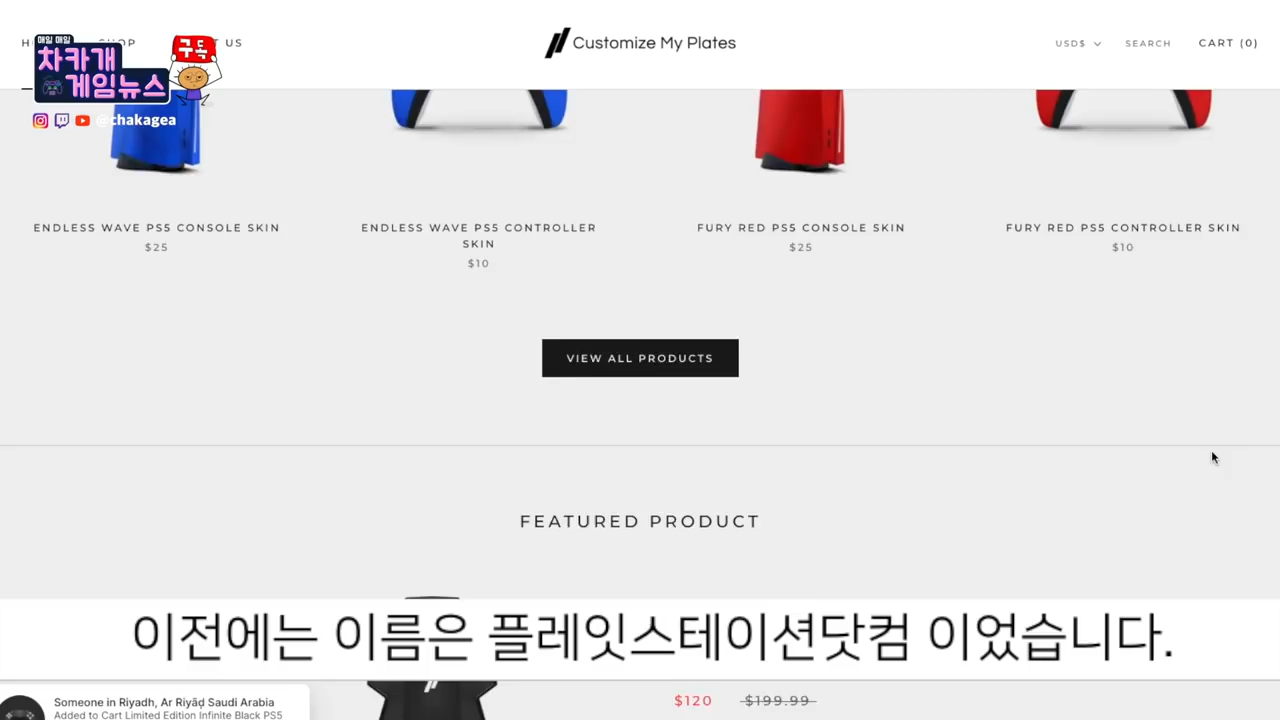 Customize My Plates
USD$
SEARCH
CART (0)
매일 매일
차카개
게임뉴스
구독
US
@chakagea
ENDLESS WAVE PS5 CONSOLE SKIN
$25
ENDLESS WAVE PS5 CONTROLLER
SKIN
$10
FURY RED PS5 CONSOLE SKIN
$25
FURY RED PS5 CONTROLLER SKIN
$10
VIEW ALL PRODUCTS
FEATURED PRODUCT
이전에는 이름은 플레잇스테이션닷컴 이었습니다.
$120 $199.99
Someone in Riyadh, Ar Riyāḍ Saudi Arabia
Added to Cart Limited Edition Infinite Black PS5